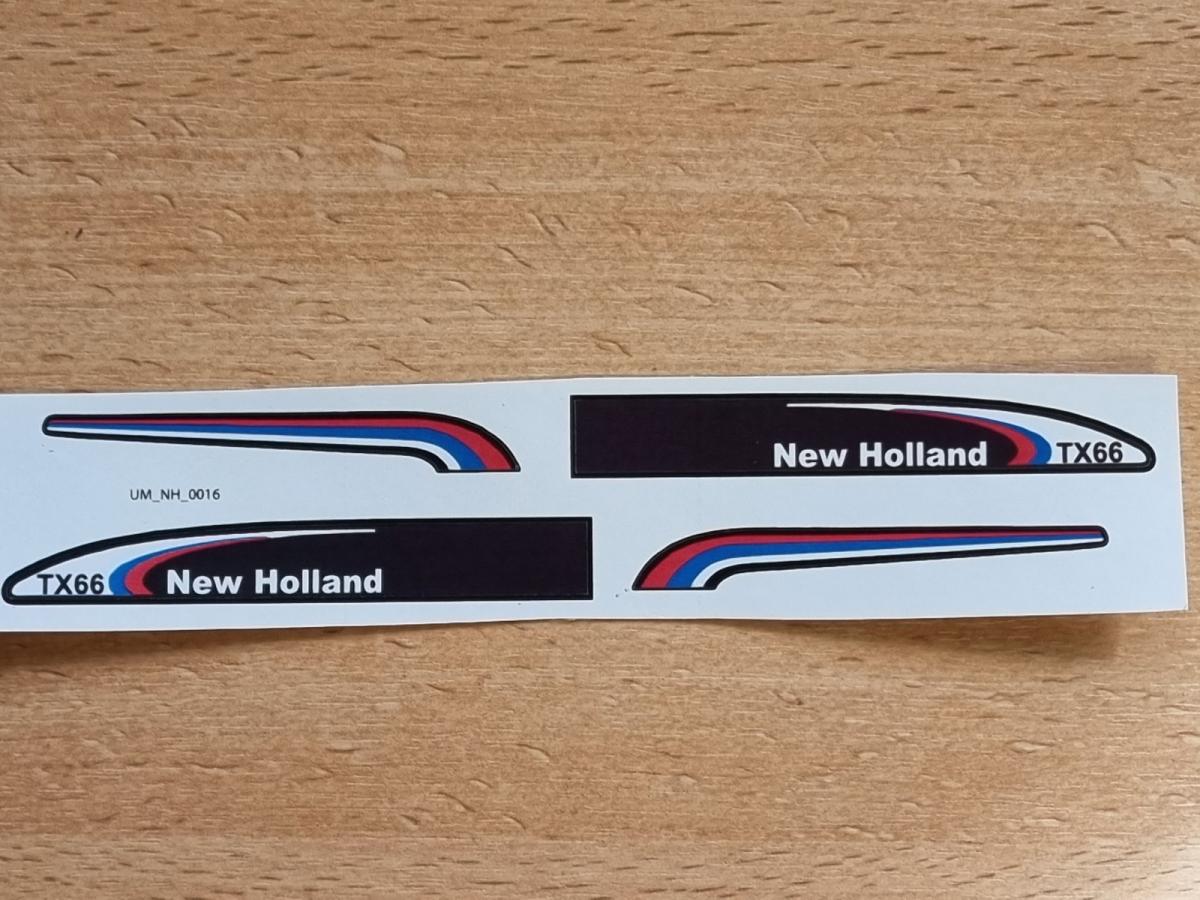 New Holland TX66
UM_NH_0016
TX66 New Holland